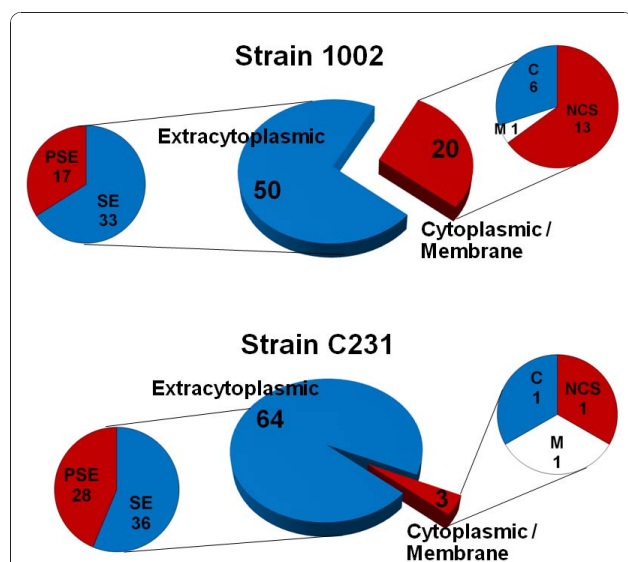 Strain 1002
Extracytoplasmic
50
20
Cytoplasmic /
Membrane
PSE
17
SE
33
C
6
M 1
NCS
13
Strain C231
Extracytoplasmic
64
3
Cytoplasmic /
Membrane
PSE
28
SE
36
C
1
NCS
1
M
1